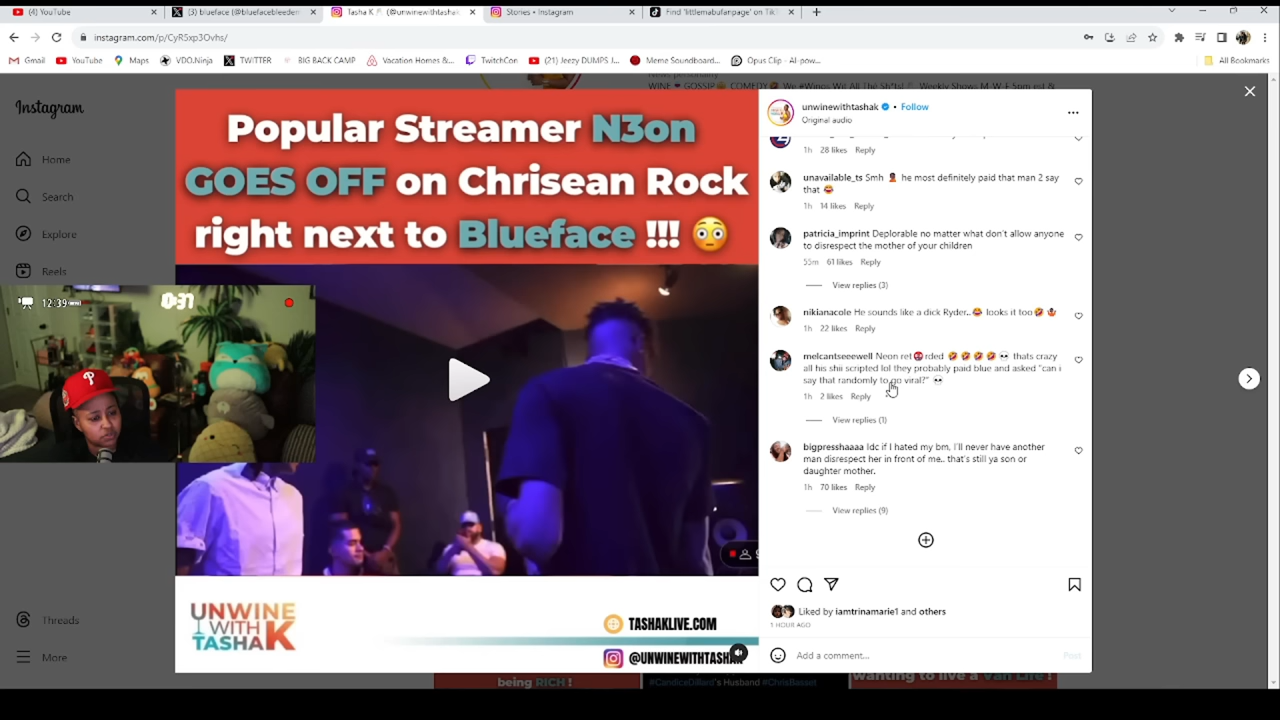 (4) YouTube
(3) blueface (@bluefacebleedem
Tasha K
(@unwinewithtashak
Stories • Instagram
Find 'littlemabufanpage' on Tik
instagram.com/p/CyR5xp3Ovhs/
Gmail
YouTube
Maps
VDO.Ninja
TWITTER
BIG BACK CAMP
Vacation Homes &...
TwitchCon
(21) Jeezy DUMPS J...
Meme Soundboard...
Opus Clip - AI-pow...
All Bookmarks
Instagram
Home
Search
Explore
Reels
Threads
More
12:39
0:37
Popular Streamer N3on
GOES OFF on Chrisean Rock
right next to Blueface !!!
UNWINE
WITH
TASHAK
TASHAKLIVE.COM
@UNWINEWITHTASHAK
unwinewithtashak • Follow
Original audio
1h 28 likes Reply
unavailable_ts Smh 🤦🏿 he most definitely paid that man 2 say
that 😂
1h 14 likes Reply
patricia_imprint Deplorable no matter what don't allow anyone
to disrespect the mother of your children
55m 61 likes Reply
View replies (3)
nikianacole He sounds like a dick Ryder..😂 looks it too🤣
1h 22 likes Reply
melcantseeewell Neon ret rded 🤣🤣🤣🤣💀 thats crazy
all his shii scripted lol they probably paid blue and asked "can i
say that randomly to go viral?" 💀
1h 2 likes Reply
View replies (1)
bigpresshaaaa Idc if I hated my bm, I'll never have another
man disrespect her in front of me.. that's still ya son or
daughter mother.
1h 70 likes Reply
View replies (9)
Liked by iamtrinamarie1 and others
1 HOUR AGO
Add a comment...
Post
being RICH !
#CandiceDillard's Husband #ChrisBasset
wanting to live a Van Life !